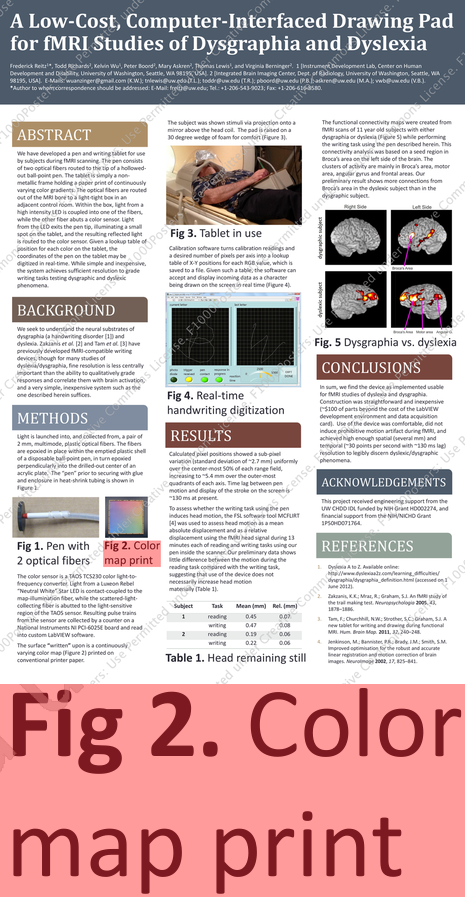 A Low-Cost, Computer-Interfaced Drawing Pad
for fMRI Studies of Dysgraphia and Dyslexia
Frederick Reitz¹*, Todd Richards², Kelvin Wu¹, Peter Boord², Mary Askren², Thomas Lewis¹, and Virginia Berninger². 1 [Instrument Development Lab, Center on Human
Development and Disability, University of Washington, Seattle, WA 98195, USA]. 2 [Integrated Brain Imaging Center, Dept. of Radiology, University of Washington, Seattle, WA
98195, USA]. E-Mails: wuanzinger@gmail.com (K.W.); tnlewis@uw.edu(T.L.); toddr@uw.edu (T.R.); pboord@uw.edu (P.B.); askren@uw.edu (M.A.); vwb@uw.edu (V.B.).
*Author to whom correspondence should be addressed: E-Mail: freitz@uw.edu; Tel.: +1-206-543-9023; Fax: +1-206-616-8580.
ABSTRACT
We have developed a pen and writing tablet for use
by subjects during fMRI scanning. The pen consists
of two optical fibers routed to the tip of a hollowed-
out ball-point pen. The tablet is simply a non-
metallic frame holding a paper print of continuously
varying color gradients. The optical fibers are routed
out of the MRI bore to a light-tight box in an
adjacent control room. Within the box, light from a
high intensity LED is coupled into one of the fibers,
while the other fiber abuts a color sensor. Light
from the LED exits the pen tip, illuminating a small
spot on the tablet, and the resulting reflected light
is routed to the color sensor. Given a lookup table of
position for each color on the tablet, the
coordinates of the pen on the tablet may be
digitized in real-time. While simple and inexpensive,
the system achieves sufficient resolution to grade
writing tasks testing dysgraphic and dyslexic
phenomena.
BACKGROUND
We seek to understand the neural substrates of
dysgraphia (a handwriting disorder [1]) and
dyslexia. Zakzanis et al. [2] and Tam et al. [3] have
previously developed fMRI-compatible writing
devices, though for many studies of
dyslexia/dysgraphia, fine resolution is less centrally
important than the ability to qualitatively grade
responses and correlate them with brain activation,
and a very simple, inexpensive system such as the
one described herein suffices.
METHODS
Light is launched into, and collected from, a pair of
2 mm, multimode, plastic optical fibers. The fibers
are epoxied in place within the emptied plastic shell
of a disposable ball-point pen, in turn epoxied
perpendicularly into the drilled-out center of an
acrylic plate. The "pen" prior to securing with glue
and enclosure in heat-shrink tubing is shown in
Figure 1.
Fig 1. Pen with
2 optical fibers
Fig 2. Color
map print
The color sensor is a TAOS TCS230 color light-to-
frequency converter. Light from a Luxeon Rebel
"Neutral White" Star LED is contact-coupled to the
map-illumination fiber, while the scattered-light-
collecting fiber is abutted to the light-sensitive
region of the TAOS sensor. Resulting pulse trains
from the sensor are collected by a counter on a
National Instruments NI PCI-6025E board and read
into custom LabVIEW software.
The surface "written" upon is a continuously
varying color map (Figure 2) printed on
conventional printer paper.
the subject was shown stimuli via projection onto a
mirror above the head coil. The pad is raised on a
30 degree wedge of foam for comfort (Figure 3).
Fig 3. Tablet in use
Calibration software turns calibration readings and
a desired number of pixels per axis into a lookup
table of X-Y positions for each RGB value, which is
saved to a file. Given such a table, the software can
accept and display incoming data as a character
being drawn on the screen in real time (Figure 4).
Fig 4. Real-time
handwriting digitization
RESULTS
Calculated pixel positions showed a sub-pixel
variation (standard deviation of ~2.7 mm) uniformly
over the center-most 50% of each range field,
increasing to ~5.4 mm over the outer-most
quadrants of each axis. Time lag between pen
motion and display of the stroke on the screen is
~130 ms at present.
To assess whether writing using the pen
induces head motion, the FSL software tool MCFLIRT
[4] was used to assess head motion as a mean
absolute displacement and as a relative
displacement using the fMRI head signal during 13
minutes each of reading and writing tasks using our
pen inside the scanner. Our preliminary data shows
little difference between the motion during the
reading task compared with the writing task,
suggesting that use of the device does not
necessarily increase head motion
materially (Table 1).
Subject Task Mean (mm) Rel. (mm)
1 reading 0.45 0.07
writing 0.47 0.08
2 reading 0.19 0.06
writing 0.22 0.06
Table 1. Head remaining still
The functional connectivity maps were created from
fMRI scans of 11 year old subjects with either
dysgraphia or dyslexia (Figure 5) while performing
the writing task using the pen described herein. This
connectivity analysis was based on a seed region in
Broca's area on the left side of the brain. The
clusters of activity are mainly in Broca's area, motor
area, angular gyrus and frontal areas. Our
preliminary result shows more connections from
Broca's area in the dyslexic subject than in the
dysgraphic subject.
Right Side Left Side
dysgraphic subject
Broca's Area
dyslexic subject
Broca's Area Motor area Angular G
Fig. 5 Dysgraphia vs. dyslexia
CONCLUSIONS
In sum, we find the device as implemented usable
for fMRI studies of dysgraphia and dyslexia.
Construction was straightforward and inexpensive
(~$100 of parts beyond the cost of the LabVIEW
development environment and data acquisition
card). Use of the device was comfortable, did not
induce prohibitive motion artifact during fMRI, and
achieved high enough spatial (several mm) and
temporal (~30 points per second with ~130 ms lag)
resolution to legibly discern dyslexic/dysgraphic
phenomena.
ACKNOWLEDGEMENTS
This project received engineering support from the
UW CHDD IDL funded by NIH Grant HD002274, and
financial support from the NIH/NICHD Grant
1P50HD071764.
REFERENCES
1. Dyslexia A to Z. Available online:
http://www.dyslexiaa2z.com/learning_difficulties/
dysgraphia/dysgraphia_definition.html (accessed on 1
June 2012).
2. Zakzanis, K.K.; Mraz, R.; Graham, S.J. An fMRI study of
the trail making test. Neuropsychologia 2005, 43,
1878–1886.
3. Tam, F.; Churchill, N.W.; Strother, S.C.; Graham, S.J. A
new tablet for writing and drawing during functional
MRI. Hum. Brain Map. 2011, 32, 240–248.
4. Jenkinson, M.; Bannister, P.R.; Brady, J.M.; Smith, S.M.
Improved optimisation for the robust and accurate
linear registration and motion correction of brain
images. NeuroImage 2002, 17, 825–841.
Fig 2. Color
map print